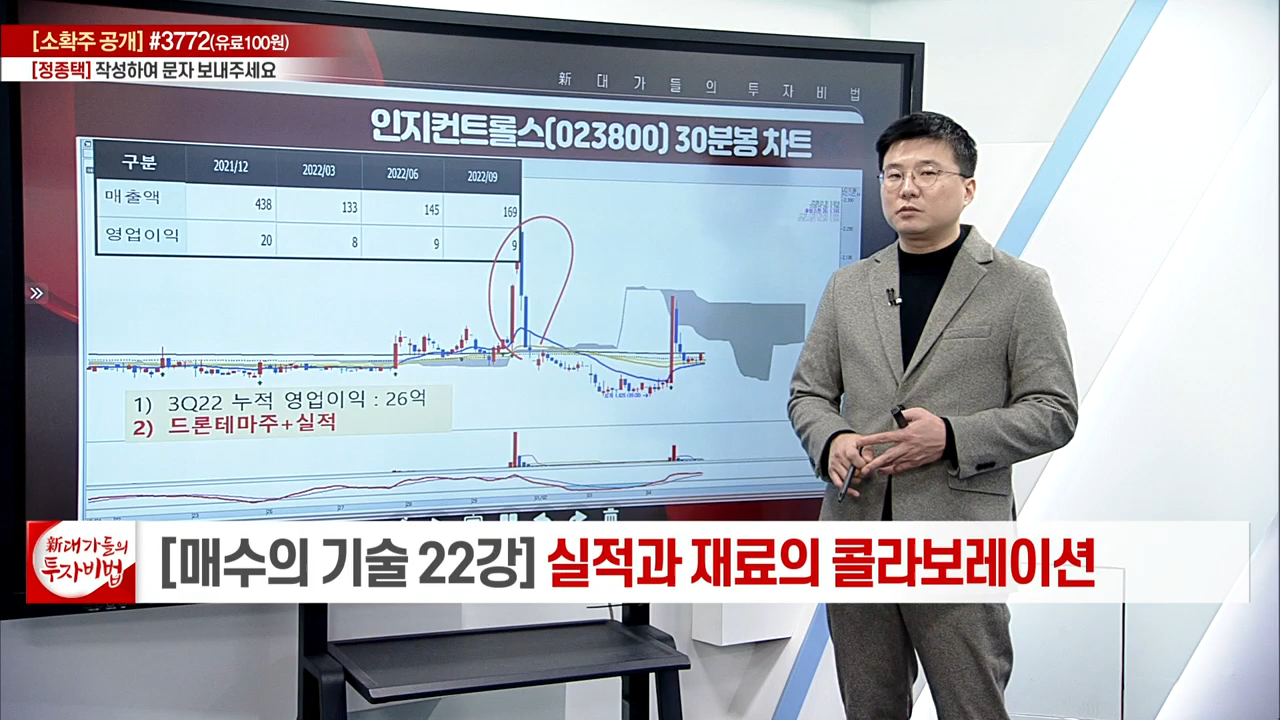 [소확주 공개] #3772(유료100원)
[정종택] 작성하여 문자 보내주세요
新 대 가 들 의 투 자 비 법
인지컨트롤스(023800) 30분봉 차트
구분 2021/12 2022/03 2022/06 2022/09
매출액 438 133 145 169
영업이익 20 8 9 9
1) 3Q22 누적 영업이익 : 26억
2) 드론테마주+실적
新대가들의
투자비법
[매수의 기술 22강] 실적과 재료의 콜라보레이션